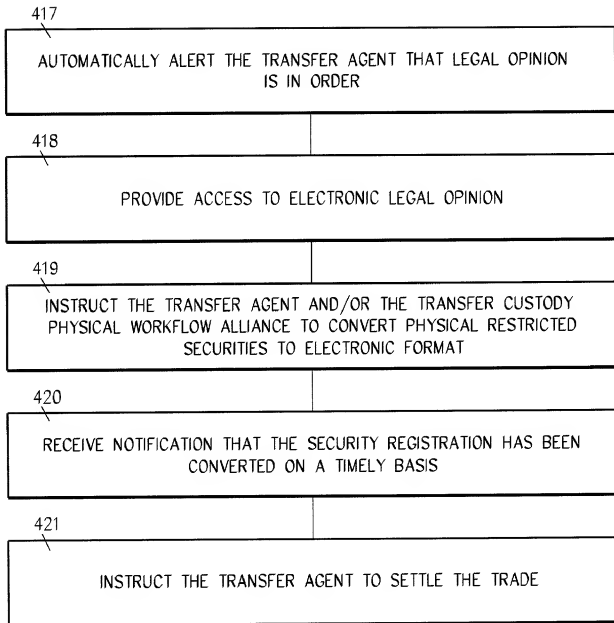 417
AUTOMATICALLY ALERT THE TRANSFER AGENT THAT LEGAL OPINION
IS IN ORDER
418
PROVIDE ACCESS TO ELECTRONIC LEGAL OPINION
419
INSTRUCT THE TRANSFER AGENT AND/OR THE TRANSFER CUSTODY
PHYSICAL WORKFLOW ALLIANCE TO CONVERT PHYSICAL RESTRICTED
SECURITIES TO ELECTRONIC FORMAT
420
RECEIVE NOTIFICATION THAT THE SECURITY REGISTRATION HAS BEEN
CONVERTED ON A TIMELY BASIS
421
INSTRUCT THE TRANSFER AGENT TO SETTLE THE TRADE